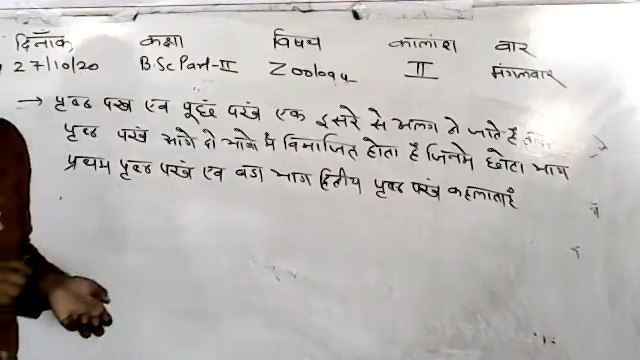 दिनाँक कक्षा विषय कालांश वार
27/10/20 B.Sc Part-II Zoology II मंगलवार
→ पृष्ठ पखं एवं पूछं पखं एक दुसरे से अलग हो जाते है
पृष्ठ पखं आगे दो भागो मे विभाजित होता है जिनमे छोटा भाग
प्रथम पृष्ठ पखं एवं बडा भाग द्वितीय पृष्ठ पखं कहलाता है